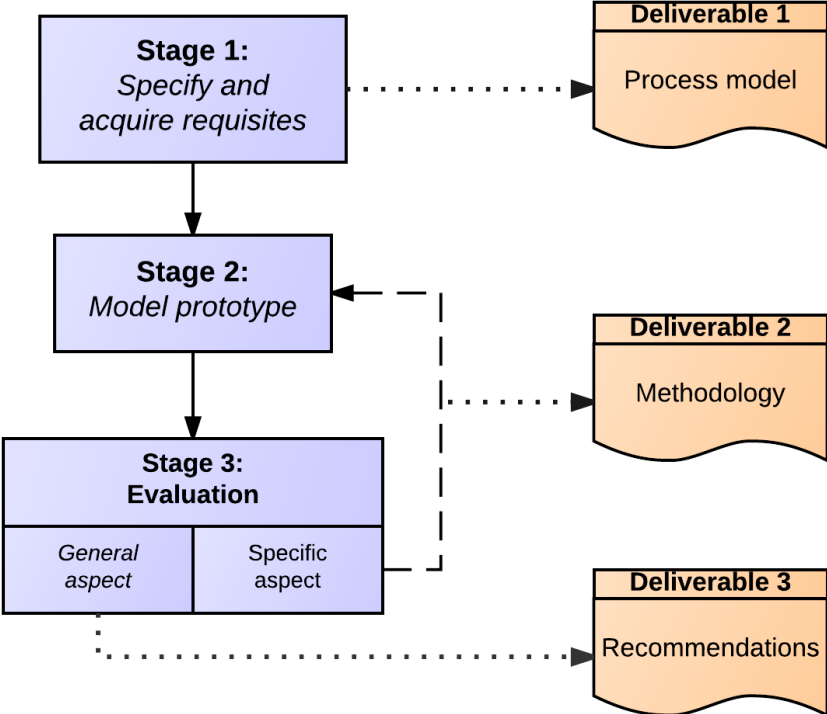 Stage 1:
Specify and
acquire requisites
Deliverable 1
Process model
Stage 2:
Model prototype
Deliverable 2
Methodology
Stage 3:
Evaluation
General
aspect
Specific
aspect
Deliverable 3
Recommendations